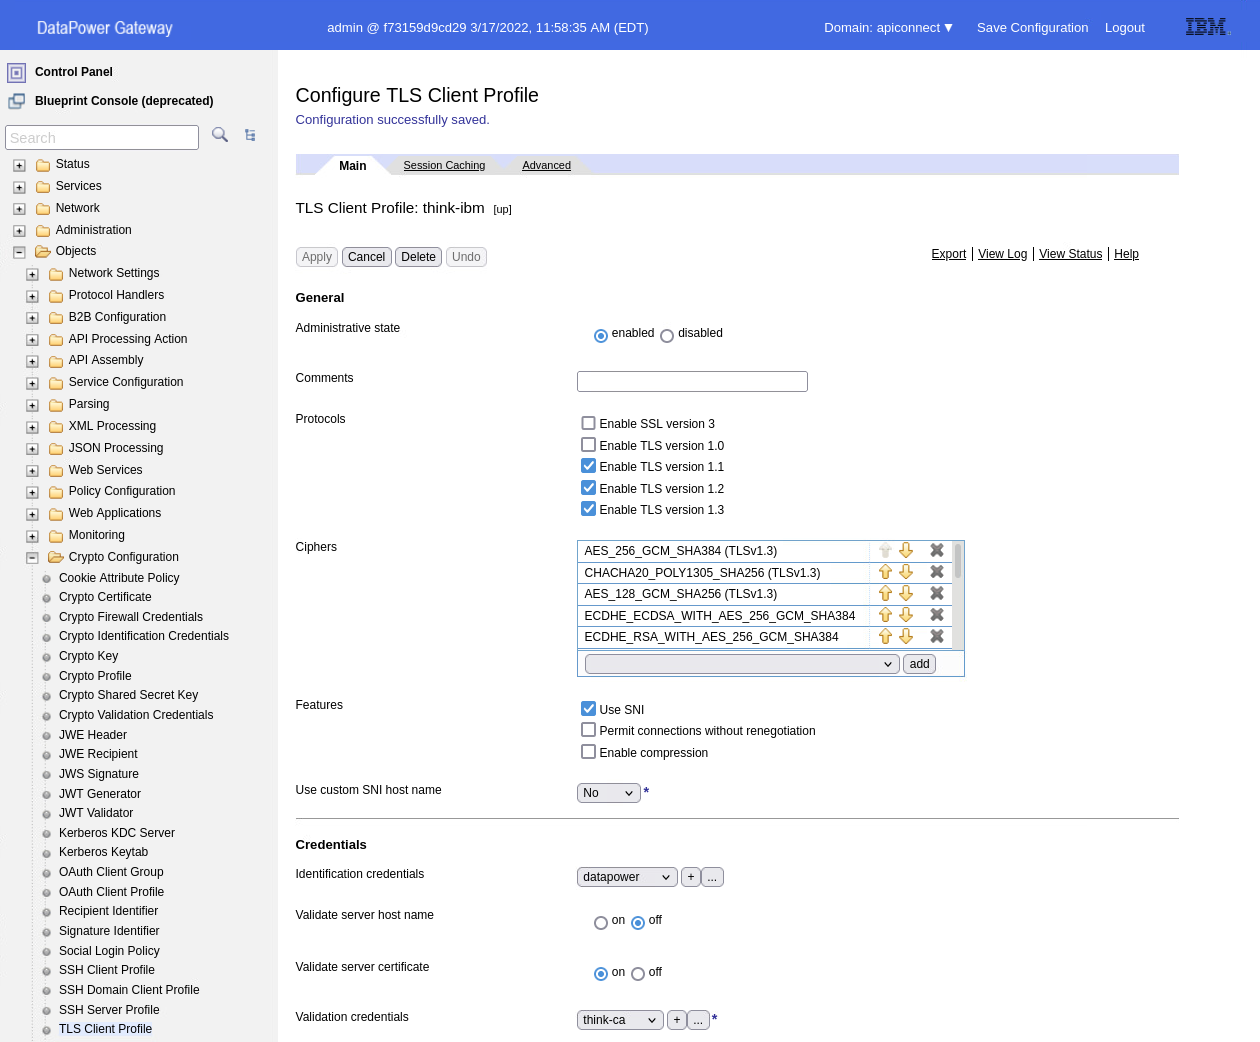 DataPower Gateway
admin @ f73159d9cd29 3/17/2022, 11:58:35 AM (EDT)
Domain: apiconnect ▼ Save Configuration Logout IBM
Control Panel
Blueprint Console (deprecated)
Search
Status
Services
Network
Administration
Objects
Network Settings
Protocol Handlers
B2B Configuration
API Processing Action
API Assembly
Service Configuration
Parsing
XML Processing
JSON Processing
Web Services
Policy Configuration
Web Applications
Monitoring
Crypto Configuration
Cookie Attribute Policy
Crypto Certificate
Crypto Firewall Credentials
Crypto Identification Credentials
Crypto Key
Crypto Profile
Crypto Shared Secret Key
Crypto Validation Credentials
JWE Header
JWE Recipient
JWS Signature
JWT Generator
JWT Validator
Kerberos KDC Server
Kerberos Keytab
OAuth Client Group
OAuth Client Profile
Recipient Identifier
Signature Identifier
Social Login Policy
SSH Client Profile
SSH Domain Client Profile
SSH Server Profile
TLS Client Profile
Configure TLS Client Profile
Configuration successfully saved.
Main Session Caching Advanced
TLS Client Profile: think-ibm [up]
Apply Cancel Delete Undo Export View Log View Status Help
General
Administrative state enabled disabled
Comments
Protocols Enable SSL version 3
Enable TLS version 1.0
Enable TLS version 1.1
Enable TLS version 1.2
Enable TLS version 1.3
Ciphers AES_256_GCM_SHA384 (TLSv1.3)
CHACHA20_POLY1305_SHA256 (TLSv1.3)
AES_128_GCM_SHA256 (TLSv1.3)
ECDHE_ECDSA_WITH_AES_256_GCM_SHA384
ECDHE_RSA_WITH_AES_256_GCM_SHA384
add
Features Use SNI
Permit connections without renegotiation
Enable compression
Use custom SNI host name No *
Credentials
Identification credentials datapower + ...
Validate server host name on off
Validate server certificate on off
Validation credentials think-ca + ... *